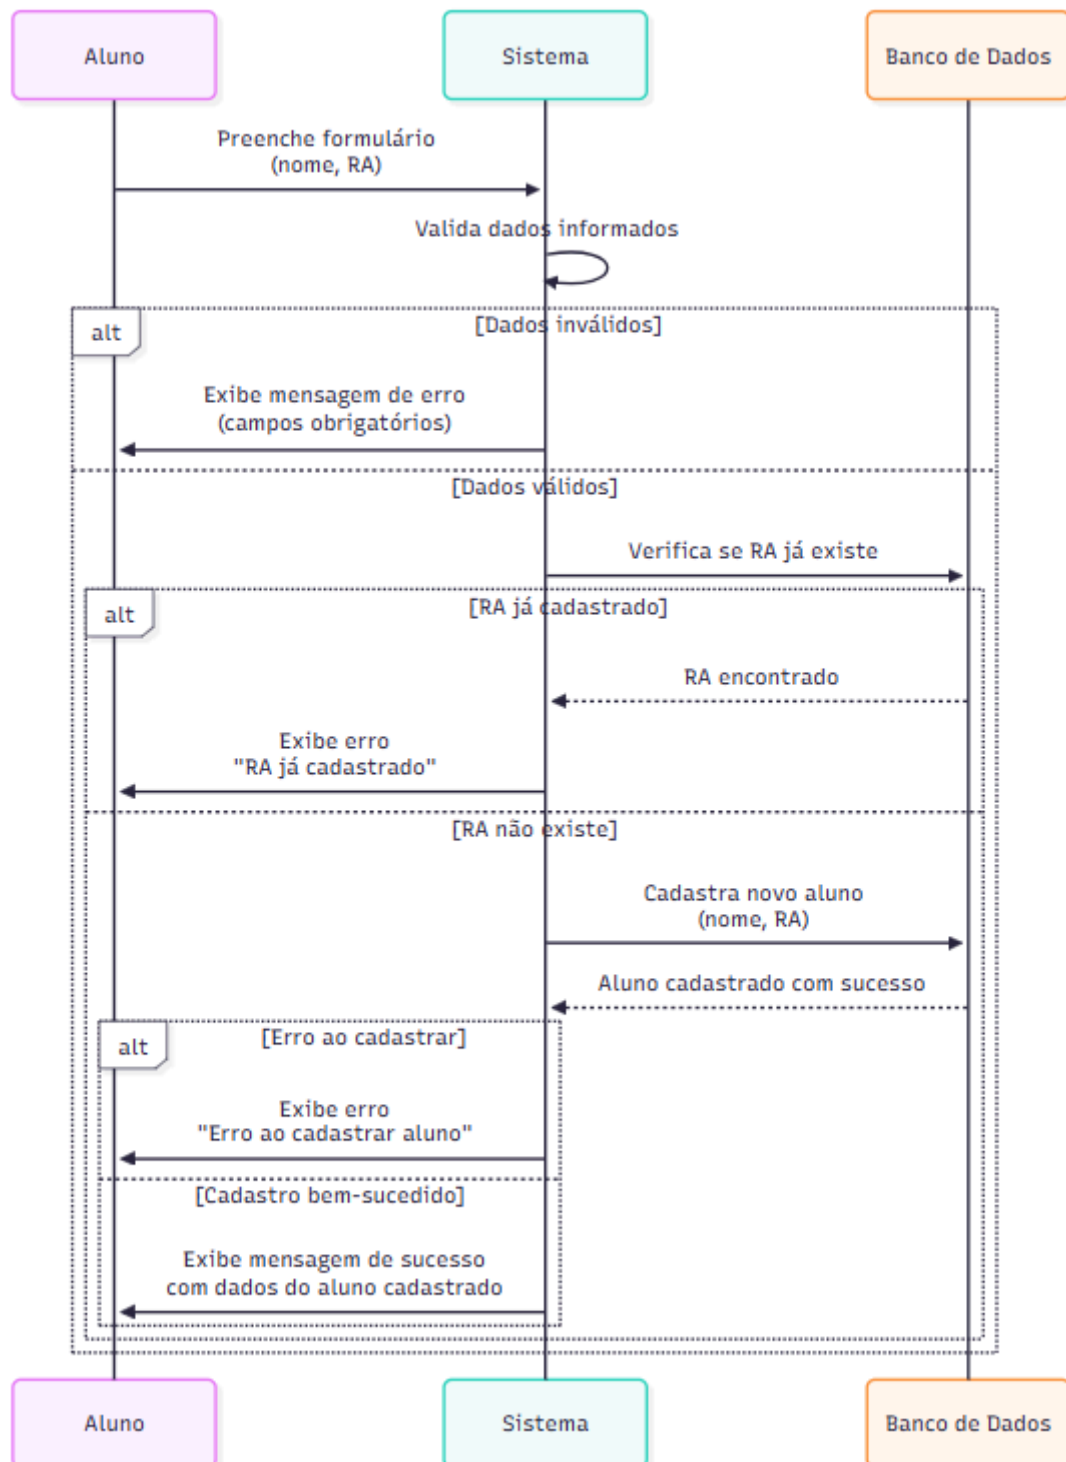 Aluno
Sistema
Banco de Dados
Preenche formulário
(nome, RA)
Valida dados informados
alt
[Dados inválidos]
Exibe mensagem de erro
(campos obrigatórios)
[Dados válidos]
Verifica se RA já existe
alt
[RA já cadastrado]
RA encontrado
Exibe erro
"RA já cadastrado"
[RA não existe]
Cadastra novo aluno
(nome, RA)
Aluno cadastrado com sucesso
alt
[Erro ao cadastrar]
Exibe erro
"Erro ao cadastrar aluno"
[Cadastro bem-sucedido]
Exibe mensagem de sucesso
com dados do aluno cadastrado
Aluno
Sistema
Banco de Dados